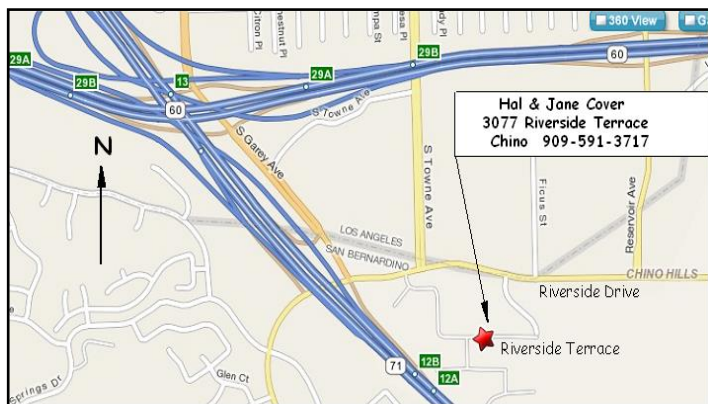 Citron Pl
Chestnut Pl
Pl
360 View
29A
29B
13
29A
29B
60
60
S Garey Ave
S Towne Ave
S Towne Ave
Hal & Jane Cover
3077 Riverside Terrace
Chino 909-591-3717
N
Ficus St
Reservoir Ave
LOS ANGELES
SAN BERNARDINO
CHINO HILLS
Riverside Drive
Riverside Terrace
Springs Dr
Glen Ct
71
12B
12A